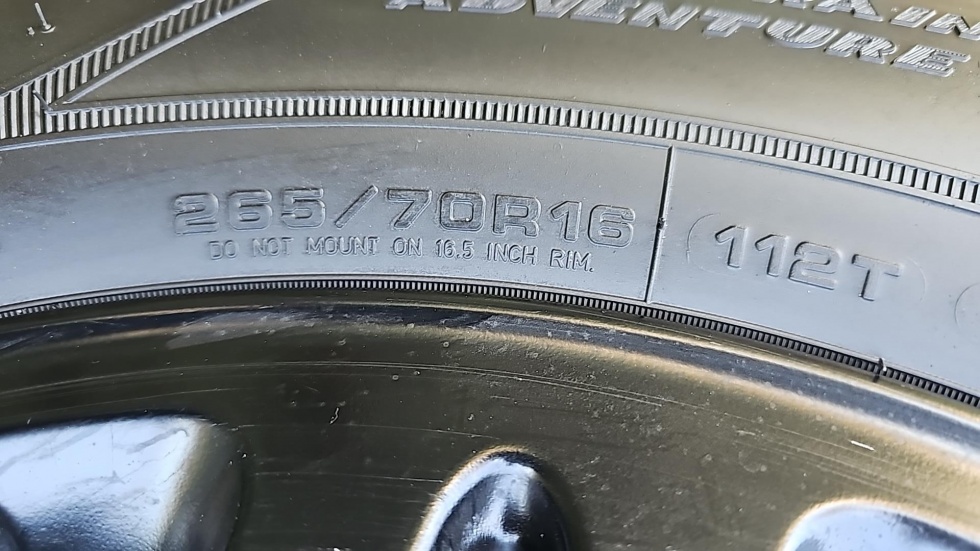 ADVENTURE
265/70R16
DO NOT MOUNT ON 16.5 INCH RIM.
112T